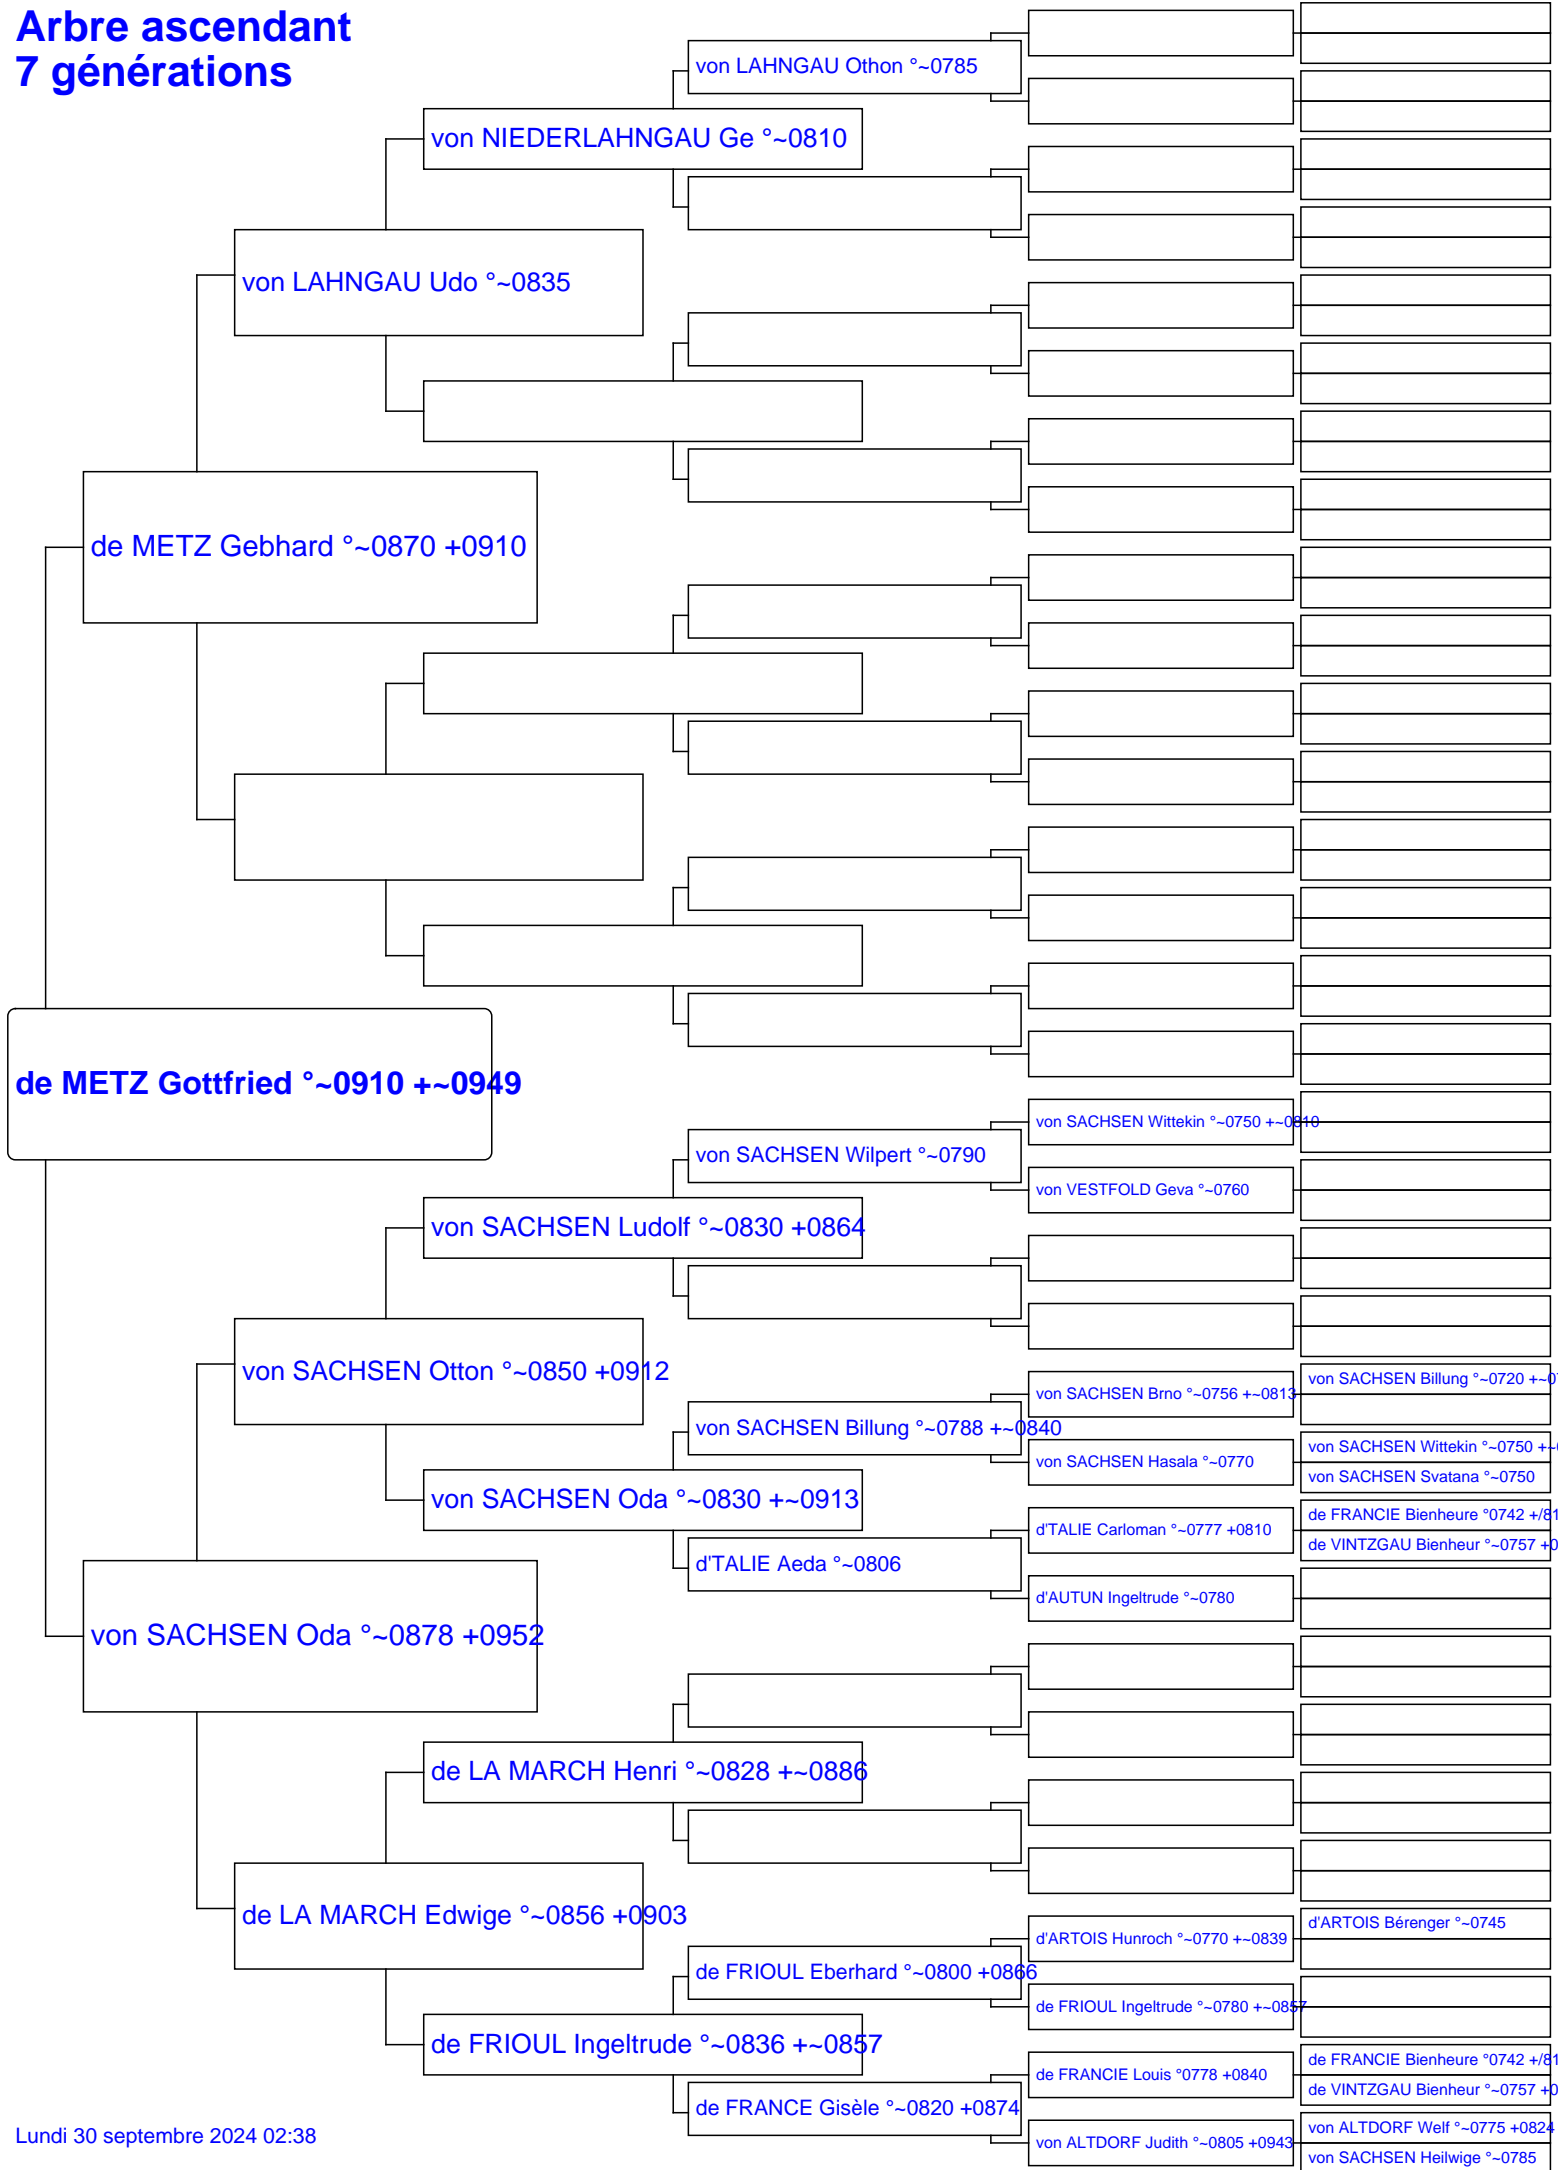 Arbre ascendant
7 générations
von LAHNGAU Othon °~0785
von NIEDERLAHNGAU Ge °~0810
von LAHNGAU Udo °~0835
de METZ Gebhard °~0870 +0910
de METZ Gottfried °~0910 +~0949
von SACHSEN Wittekin °~0750 +~0810
von SACHSEN Wilpert °~0790
von VESTFOLD Geva °~0760
von SACHSEN Ludolf °~0830 +0864
von SACHSEN Otton °~0850 +0912
von SACHSEN Billung °~0720 +~07
von SACHSEN Brno °~0756 +~0813
von SACHSEN Billung °~0788 +~0840
von SACHSEN Wittekin °~0750 +~
von SACHSEN Hasala °~0770
von SACHSEN Svatana °~0750
von SACHSEN Oda °~0830 +~0913
de FRANCIE Bienheure °0742 +/81
d'TALIE Carloman °~0777 +0810
de VINTZGAU Bienheur °~0757 +0
d'TALIE Aeda °~0806
d'AUTUN Ingeltrude °~0780
von SACHSEN Oda °~0878 +0952
de LA MARCH Henri °~0828 +~0886
de LA MARCH Edwige °~0856 +0903
d'ARTOIS Bérenger °~0745
d'ARTOIS Hunroch °~0770 +~0839
de FRIOUL Eberhard °~0800 +0866
de FRIOUL Ingeltrude °~0780 +~0857
de FRIOUL Ingeltrude °~0836 +~0857
de FRANCIE Bienheure °0742 +/81
de FRANCIE Louis °0778 +0840
de VINTZGAU Bienheur °~0757 +0
de FRANCE Gisèle °~0820 +0874
von ALTDORF Welf °~0775 +0824
von ALTDORF Judith °~0805 +0943
von SACHSEN Heilwige °~0785
Lundi 30 septembre 2024 02:38